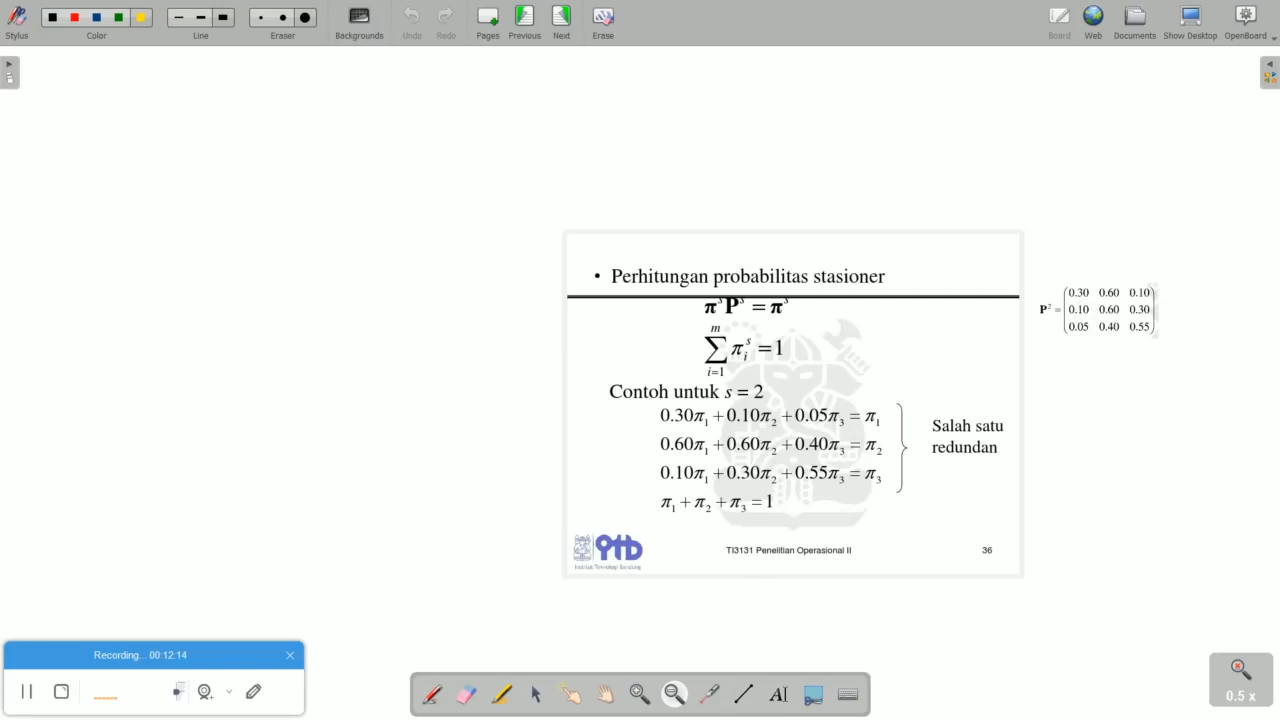 Stylus Color Line Eraser Backgrounds Undo Redo Pages Previous Next Erase Board Web Documents Show Desktop OpenBoard
• Perhitungan probabilitas stasioner
π^s P^s = π^s
m
∑ π_i^s = 1
i=1
Contoh untuk s = 2
0.30π₁ + 0.10π₂ + 0.05π₃ = π₁
0.60π₁ + 0.60π₂ + 0.40π₃ = π₂
0.10π₁ + 0.30π₂ + 0.55π₃ = π₃
π₁ + π₂ + π₃ = 1
Salah satu
redundan
P² =
0.30 0.60 0.10
0.10 0.60 0.30
0.05 0.40 0.55
ITB
Institut Teknologi Bandung
TI3131 Penelitian Operasional II
36
Recording... 00:12:14
AI
0.5 x